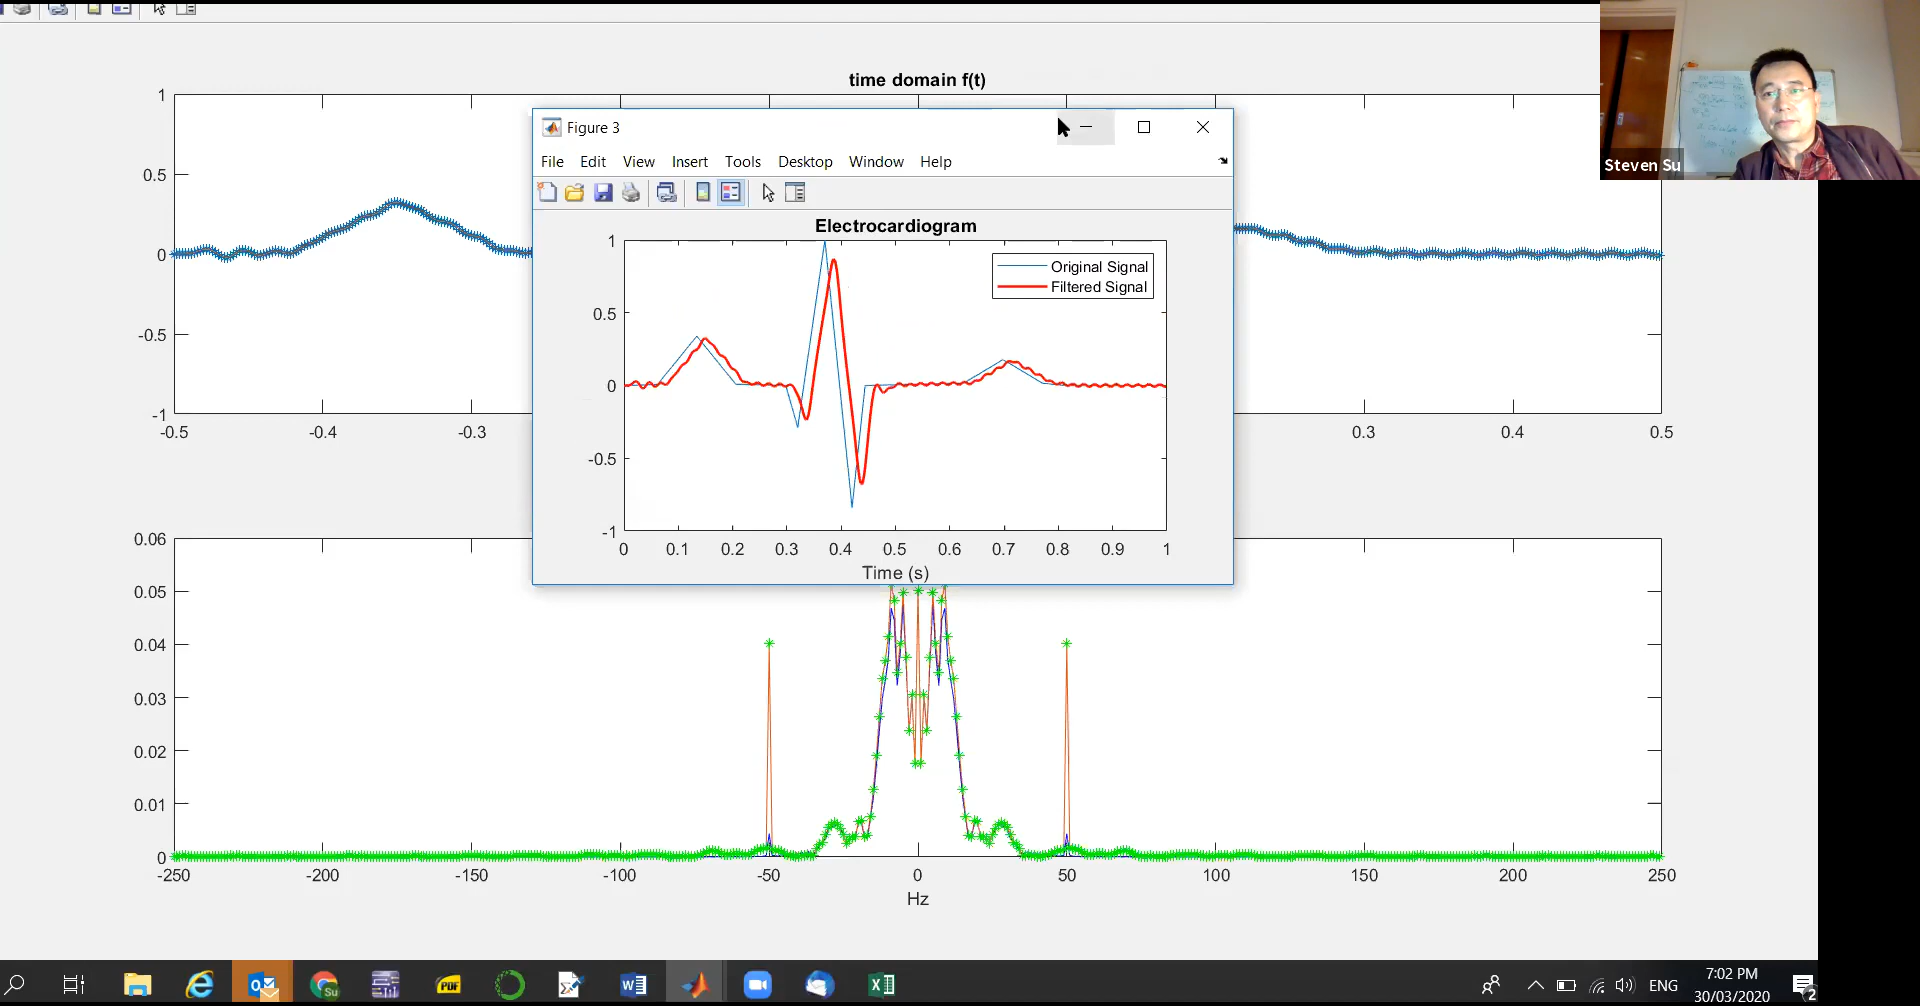 time domain f(t)
1
0.5
0
-0.5
-1
-0.5
-0.4
-0.3
0.3
0.4
0.5
Figure 3
File Edit View Insert Tools Desktop Window Help
Electrocardiogram
1
0.5
0
-0.5
-1
Original Signal
Filtered Signal
0 0.1 0.2 0.3 0.4 0.5 0.6 0.7 0.8 0.9 1
Time (s)
Steven Su
0.06
0.05
0.04
0.03
0.02
0.01
0
-250 -200 -150 -100 -50 0 50 100 150 200 250
Hz
Su
PDF
ENG
7:02 PM
30/03/2020
2